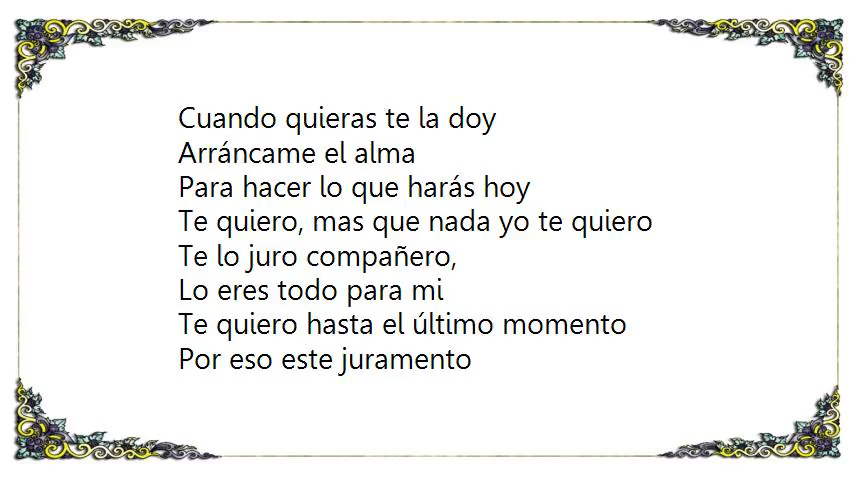 Cuando quieras te la doy
Arráncame el alma
Para hacer lo que harás hoy
Te quiero, mas que nada yo te quiero
Te lo juro compañero,
Lo eres todo para mi
Te quiero hasta el último momento
Por eso este juramento